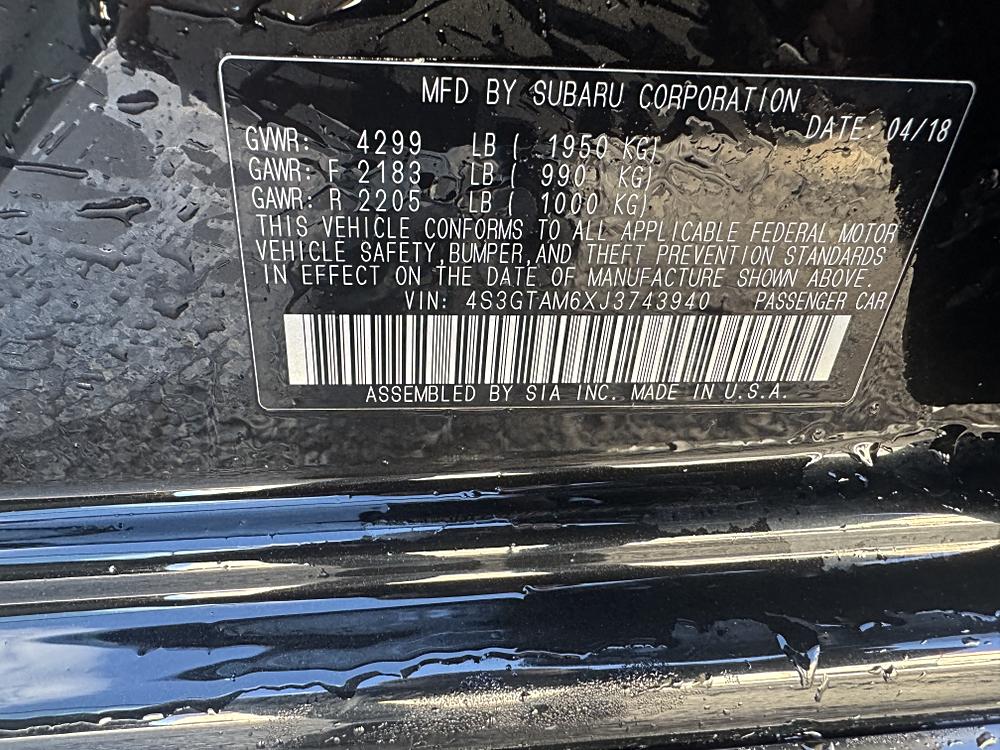 MFD BY SUBARU CORPORATION
DATE: 04/18
GVWR: 4299 LB ( 1950 KG)
GAWR: F 2183 LB ( 990 KG)
GAWR: R 2205 LB ( 1000 KG)
THIS VEHICLE CONFORMS TO ALL APPLICABLE FEDERAL MOTOR
VEHICLE SAFETY,BUMPER,AND THEFT PREVENTION STANDARDS
IN EFFECT ON THE DATE OF MANUFACTURE SHOWN ABOVE.
VIN: 4S3GTAM6XJ3743940 PASSENGER CAR
ASSEMBLED BY SIA INC. MADE IN U.S.A.